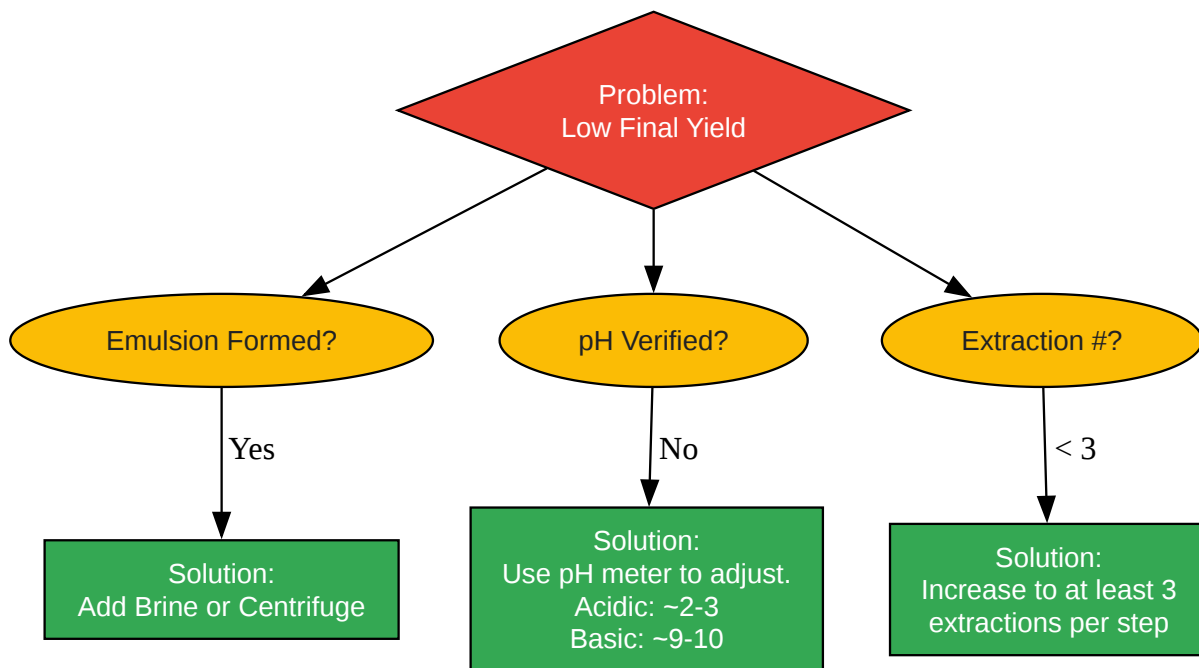 Problem:
Low Final Yield
Emulsion Formed?
pH Verified?
Extraction #?
Yes
No
< 3
Solution:
Add Brine or Centrifuge
Solution:
Use pH meter to adjust.
Acidic: ~2-3
Basic: ~9-10
Solution:
Increase to at least 3
extractions per step